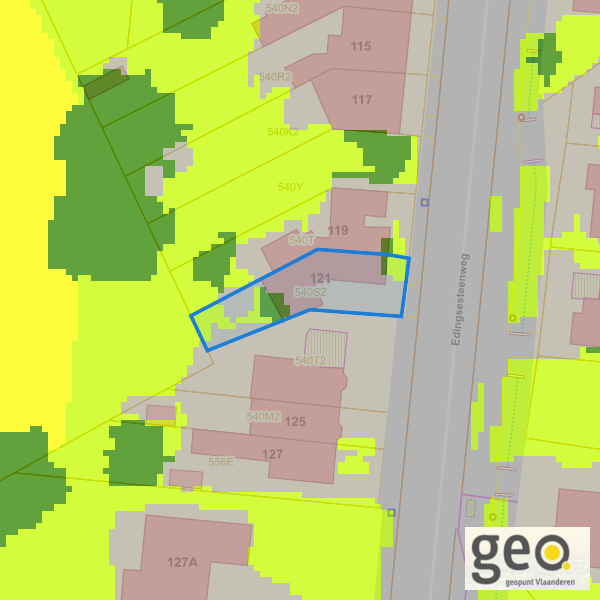 540N2
115
540R2
117
540K2
540Y
119
540T
121
540S2
Edingsesteenweg
540T2
540M2
125
127
556E
127A
geo
geopunt Vlaanderen